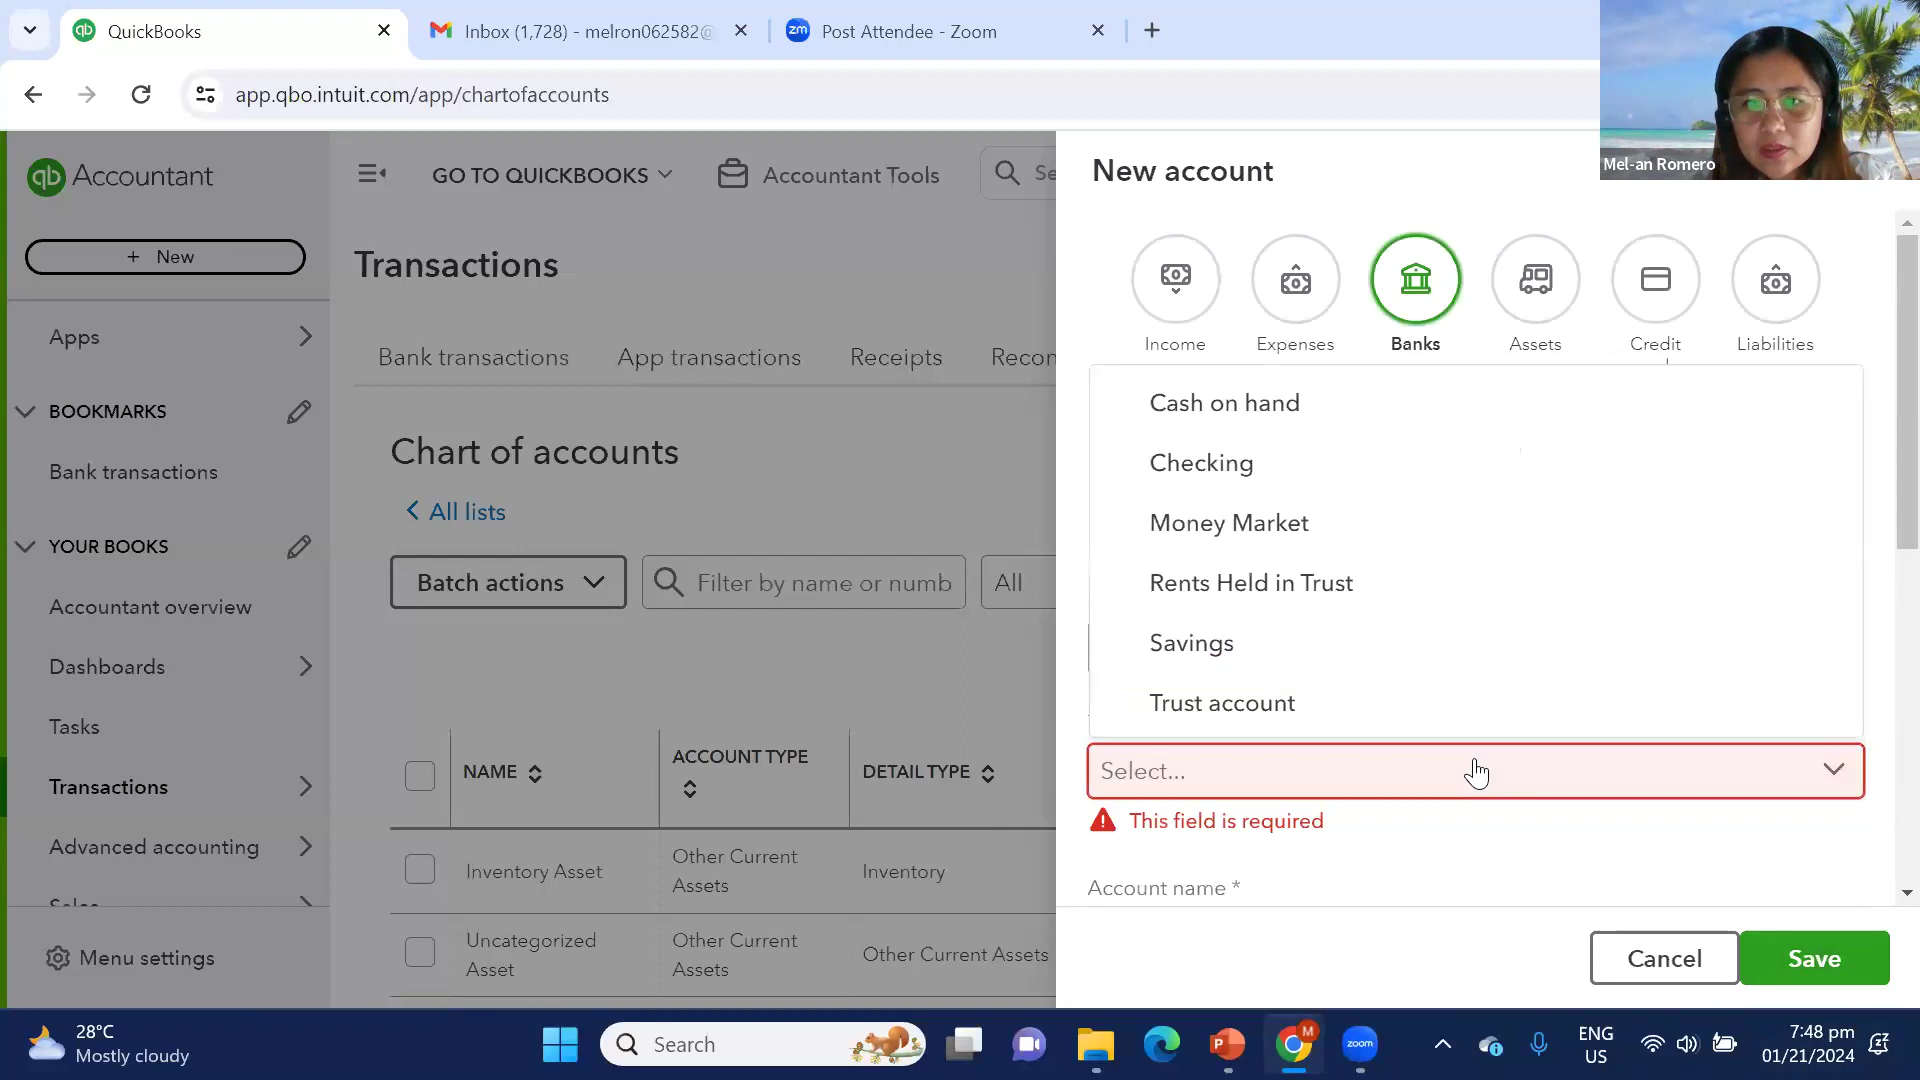 QuickBooks
Inbox (1,728) - melron062582@
Post Attendee - Zoom
app.qbo.intuit.com/app/chartofaccounts
Mel-an Romero
qb Accountant
GO TO QUICKBOOKS
Accountant Tools
Se
New account
+ New
Transactions
Income
Expenses
Banks
Assets
Credit
Liabilities
Apps
Bank transactions
App transactions
Receipts
Recon
BOOKMARKS
Cash on hand
Chart of accounts
Checking
Bank transactions
All lists
Money Market
YOUR BOOKS
Batch actions
Filter by name or numb
All
Rents Held in Trust
Accountant overview
Savings
Dashboards
Trust account
Tasks
NAME
ACCOUNT TYPE
DETAIL TYPE
Select...
Transactions
This field is required
Advanced accounting
Inventory Asset
Other Current
Assets
Inventory
Account name *
Sales
Uncategorized
Asset
Other Current
Assets
Other Current Assets
Menu settings
Cancel
Save
28°C
Mostly cloudy
Search
zoom
ENG
US
7:48 pm
01/21/2024